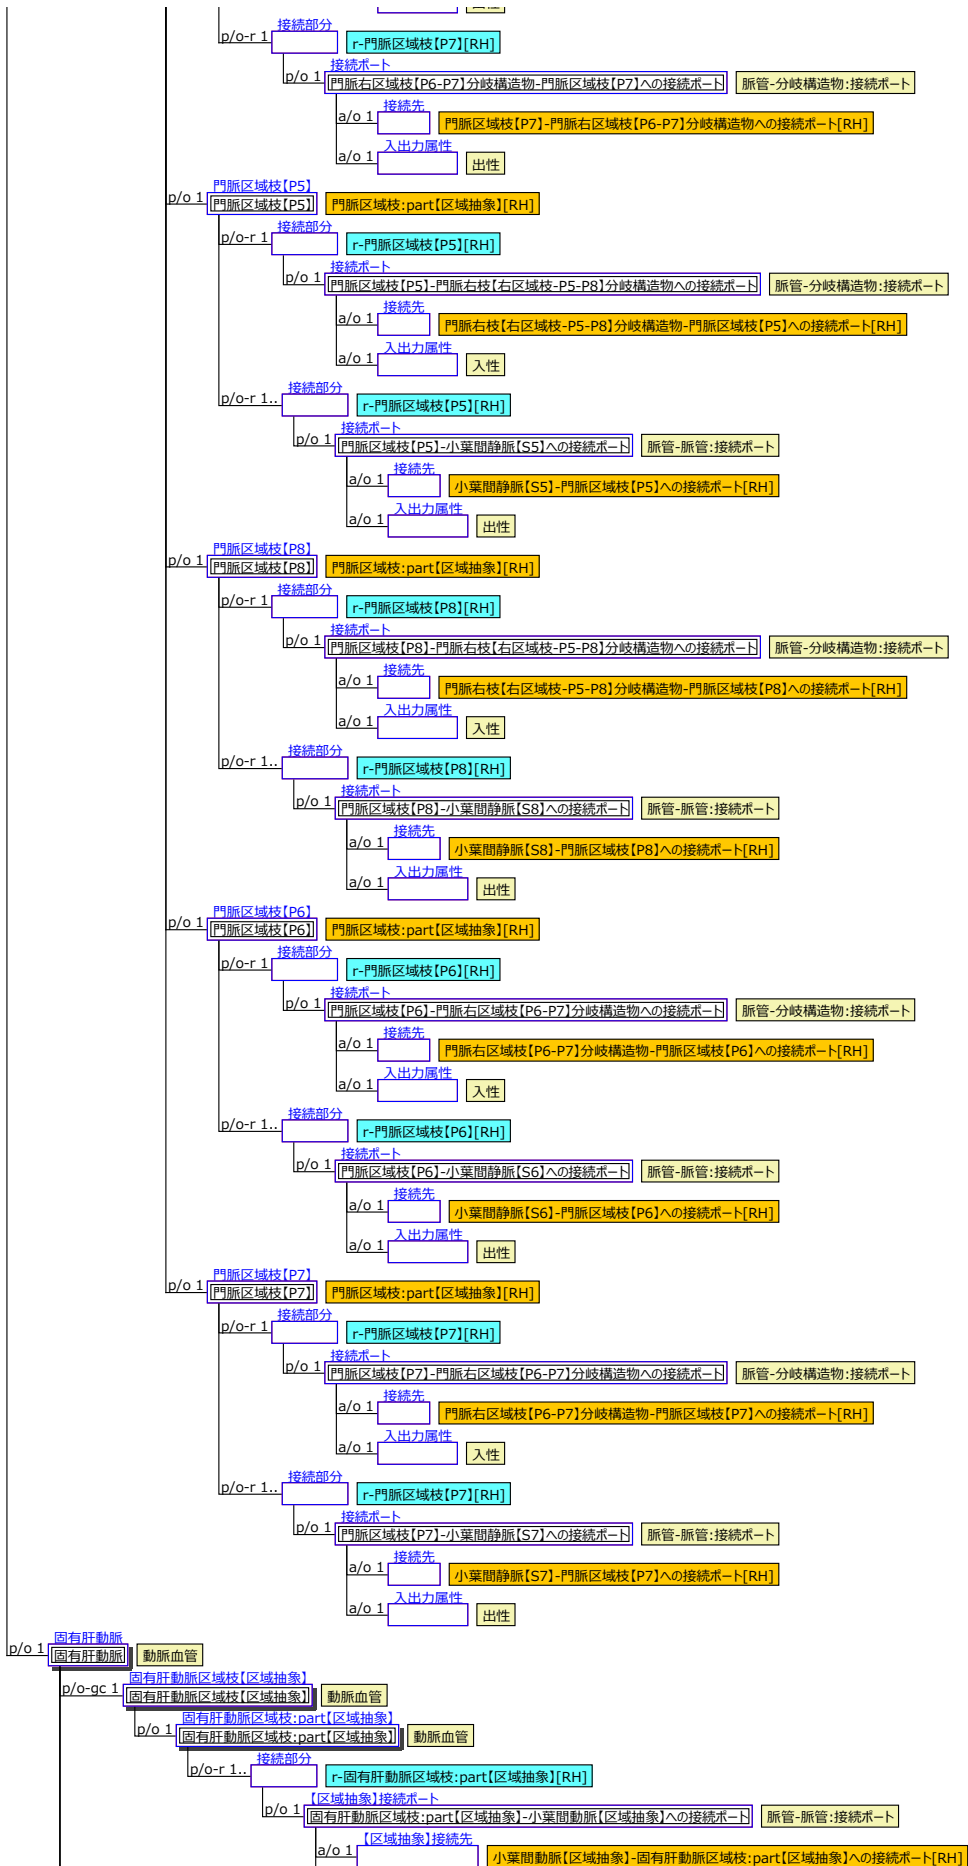 接続部分
p/o-r 1
r-門脈区域枝【P7】[RH]
接続ポート
p/o 1
門脈右区域枝【P6-P7】分岐構造物-門脈区域枝【P7】への接続ポート
脈管-分岐構造物:接続ポート
接続先
a/o 1
門脈区域枝【P7】-門脈右区域枝【P6-P7】分岐構造物への接続ポート[RH]
入出力属性
a/o 1
出性
門脈区域枝【P5】
p/o 1
門脈区域枝【P5】
門脈区域枝:part【区域抽象】[RH]
接続部分
p/o-r 1
r-門脈区域枝【P5】[RH]
接続ポート
p/o 1
門脈区域枝【P5】-門脈右枝【右区域枝-P5-P8】分岐構造物への接続ポート
脈管-分岐構造物:接続ポート
接続先
a/o 1
門脈右枝【右区域枝-P5-P8】分岐構造物-門脈区域枝【P5】への接続ポート[RH]
入出力属性
a/o 1
入性
接続部分
p/o-r 1..
r-門脈区域枝【P5】[RH]
接続ポート
p/o 1
門脈区域枝【P5】-小葉間静脈【S5】への接続ポート
脈管-脈管:接続ポート
接続先
a/o 1
小葉間静脈【S5】-門脈区域枝【P5】への接続ポート[RH]
入出力属性
a/o 1
出性
門脈区域枝【P8】
p/o 1
門脈区域枝【P8】
門脈区域枝:part【区域抽象】[RH]
接続部分
p/o-r 1
r-門脈区域枝【P8】[RH]
接続ポート
p/o 1
門脈区域枝【P8】-門脈右枝【右区域枝-P5-P8】分岐構造物への接続ポート
脈管-分岐構造物:接続ポート
接続先
a/o 1
門脈右枝【右区域枝-P5-P8】分岐構造物-門脈区域枝【P8】への接続ポート[RH]
入出力属性
a/o 1
入性
接続部分
p/o-r 1..
r-門脈区域枝【P8】[RH]
接続ポート
p/o 1
門脈区域枝【P8】-小葉間静脈【S8】への接続ポート
脈管-脈管:接続ポート
接続先
a/o 1
小葉間静脈【S8】-門脈区域枝【P8】への接続ポート[RH]
入出力属性
a/o 1
出性
門脈区域枝【P6】
p/o 1
門脈区域枝【P6】
門脈区域枝:part【区域抽象】[RH]
接続部分
p/o-r 1
r-門脈区域枝【P6】[RH]
接続ポート
p/o 1
門脈区域枝【P6】-門脈右区域枝【P6-P7】分岐構造物への接続ポート
脈管-分岐構造物:接続ポート
接続先
a/o 1
門脈右区域枝【P6-P7】分岐構造物-門脈区域枝【P6】への接続ポート[RH]
入出力属性
a/o 1
入性
接続部分
p/o-r 1..
r-門脈区域枝【P6】[RH]
接続ポート
p/o 1
門脈区域枝【P6】-小葉間静脈【S6】への接続ポート
脈管-脈管:接続ポート
接続先
a/o 1
小葉間静脈【S6】-門脈区域枝【P6】への接続ポート[RH]
入出力属性
a/o 1
出性
門脈区域枝【P7】
p/o 1
門脈区域枝【P7】
門脈区域枝:part【区域抽象】[RH]
接続部分
p/o-r 1
r-門脈区域枝【P7】[RH]
接続ポート
p/o 1
門脈区域枝【P7】-門脈右区域枝【P6-P7】分岐構造物への接続ポート
脈管-分岐構造物:接続ポート
接続先
a/o 1
門脈右区域枝【P6-P7】分岐構造物-門脈区域枝【P7】への接続ポート[RH]
入出力属性
a/o 1
入性
接続部分
p/o-r 1..
r-門脈区域枝【P7】[RH]
接続ポート
p/o 1
門脈区域枝【P7】-小葉間静脈【S7】への接続ポート
脈管-脈管:接続ポート
接続先
a/o 1
小葉間静脈【S7】-門脈区域枝【P7】への接続ポート[RH]
入出力属性
a/o 1
出性
固有肝動脈
p/o 1
固有肝動脈
動脈血管
固有肝動脈区域枝【区域抽象】
p/o-gc 1
固有肝動脈区域枝【区域抽象】
動脈血管
固有肝動脈区域枝:part【区域抽象】
p/o 1
固有肝動脈区域枝:part【区域抽象】
動脈血管
接続部分
p/o-r 1..
r-固有肝動脈区域枝:part【区域抽象】[RH]
【区域抽象】接続ポート
p/o 1
固有肝動脈区域枝:part【区域抽象】-小葉間動脈【区域抽象】への接続ポート
脈管-脈管:接続ポート
【区域抽象】接続先
a/o 1
小葉間動脈【区域抽象】-固有肝動脈区域枝:part【区域抽象】への接続ポート[RH]